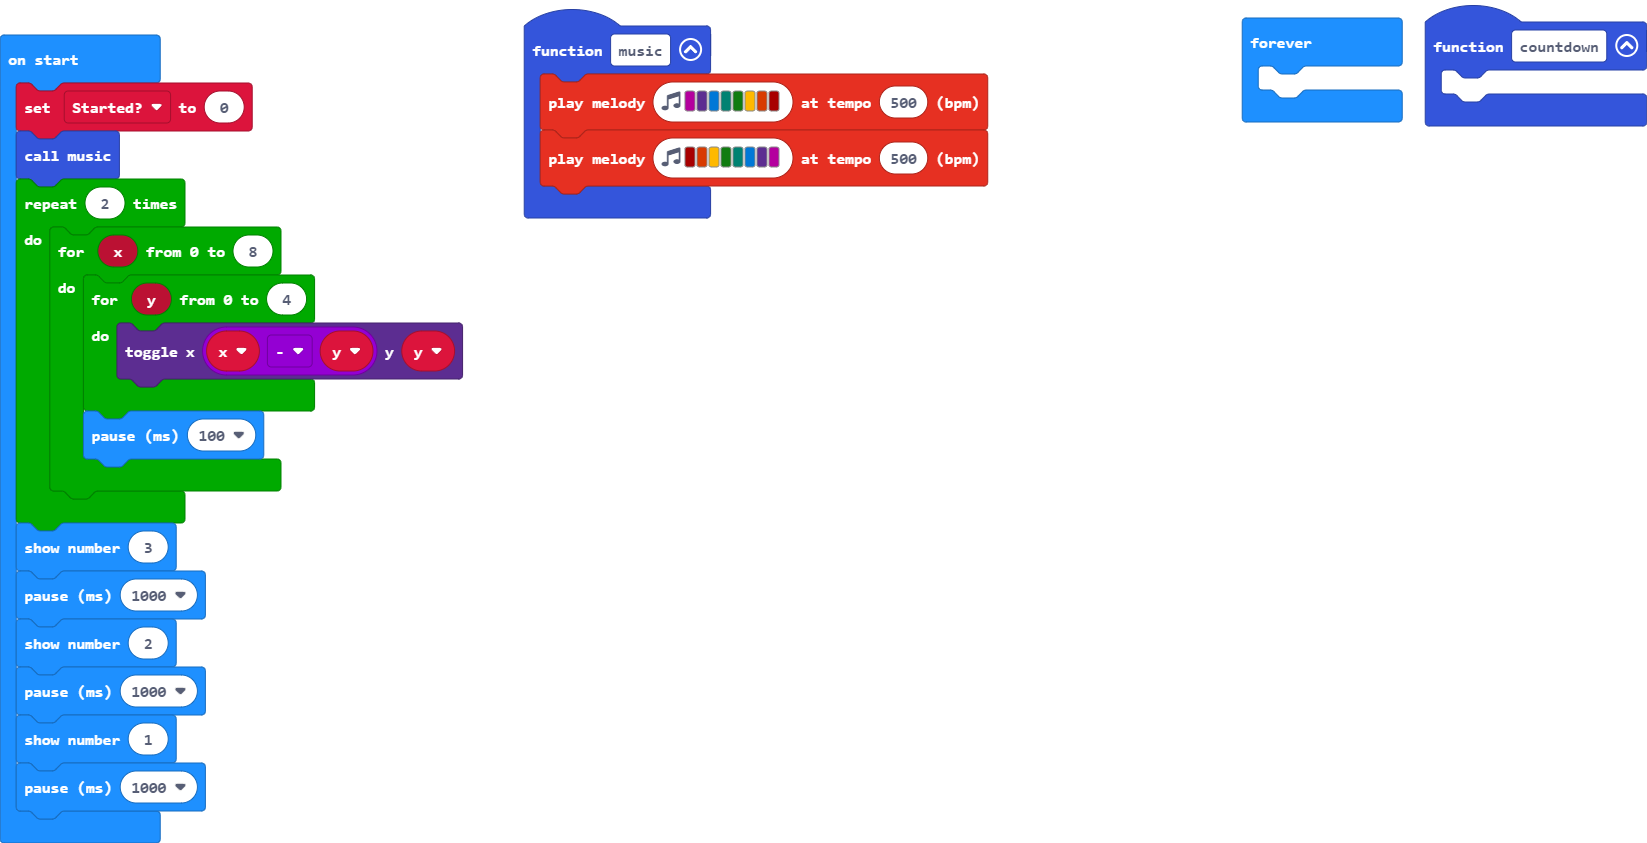 on start
set Started? to 0
call music
repeat 2 times
do
for x from 0 to 8
do
for y from 0 to 4
do
toggle x x - y y y
pause (ms) 100
show number 3
pause (ms) 1000
show number 2
pause (ms) 1000
show number 1
pause (ms) 1000
function music
play melody at tempo 500 (bpm)
play melody at tempo 500 (bpm)
forever
function countdown